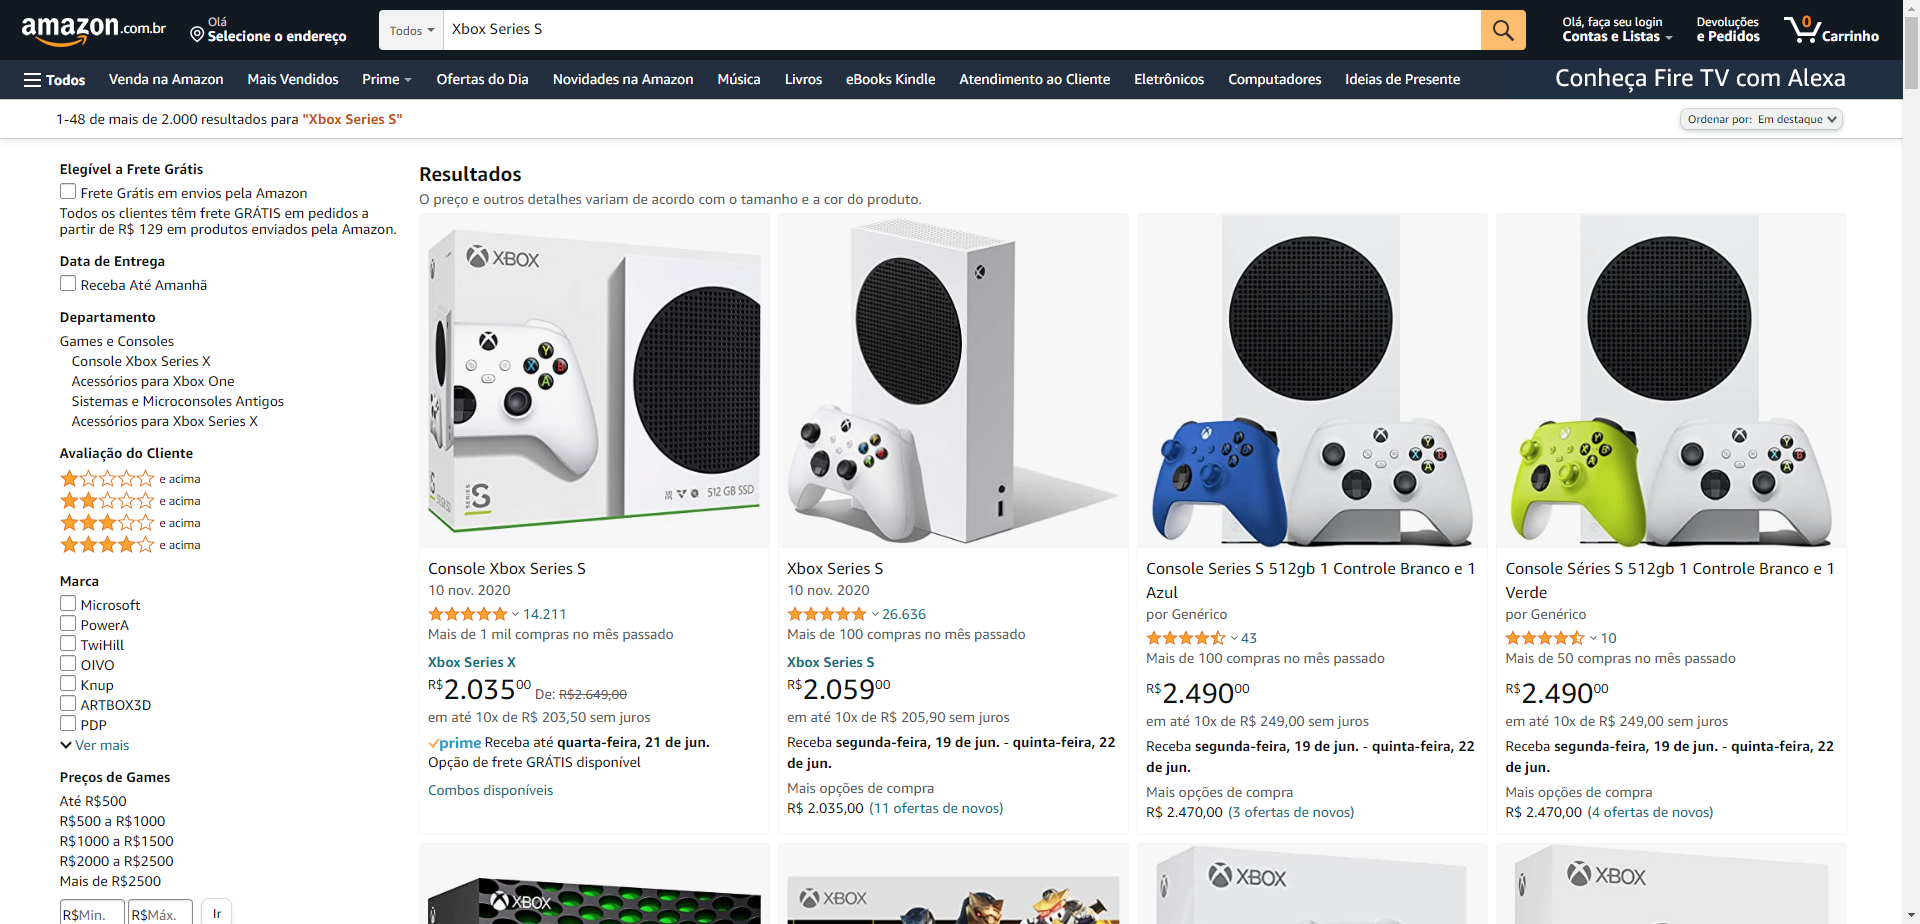 amazon.com.br
Olá
Selecione o endereço
Todos
Xbox Series S
Olá, faça seu login
Contas e Listas
Devoluções
e Pedidos
0
Carrinho
Todos
Venda na Amazon
Mais Vendidos
Prime
Ofertas do Dia
Novidades na Amazon
Música
Livros
eBooks Kindle
Atendimento ao Cliente
Eletrônicos
Computadores
Ideias de Presente
Conheça Fire TV com Alexa
1-48 de mais de 2.000 resultados para "Xbox Series S"
Ordenar por: Em destaque
Elegível a Frete Grátis
Frete Grátis em envios pela Amazon
Todos os clientes têm frete GRÁTIS em pedidos a
partir de R$ 129 em produtos enviados pela Amazon.
Data de Entrega
Receba Até Amanhã
Departamento
Games e Consoles
Console Xbox Series X
Acessórios para Xbox One
Sistemas e Microconsoles Antigos
Acessórios para Xbox Series X
Avaliação do Cliente
e acima
e acima
e acima
e acima
Marca
Microsoft
PowerA
TwiHill
OIVO
Knup
ARTBOX3D
PDP
Ver mais
Preços de Games
Até R$500
R$500 a R$1000
R$1000 a R$1500
R$2000 a R$2500
Mais de R$2500
R$Min.
R$Máx.
Ir
Resultados
O preço e outros detalhes variam de acordo com o tamanho e a cor do produto.
XBOX
Y
X B
A
SERIES S
512 GB SSD
Console Xbox Series S
10 nov. 2020
14.211
Mais de 1 mil compras no mês passado
Xbox Series X
R$2.03500 De: R$2.649,00
em até 10x de R$ 203,50 sem juros
prime Receba até quarta-feira, 21 de jun.
Opção de frete GRÁTIS disponível
Combos disponíveis
Xbox Series S
10 nov. 2020
26.636
Mais de 100 compras no mês passado
Xbox Series S
R$2.05900
em até 10x de R$ 205,90 sem juros
Receba segunda-feira, 19 de jun. - quinta-feira, 22
de jun.
Mais opções de compra
R$ 2.035,00 (11 ofertas de novos)
Console Series S 512gb 1 Controle Branco e 1
Azul
por Genérico
43
Mais de 100 compras no mês passado
R$2.49000
em até 10x de R$ 249,00 sem juros
Receba segunda-feira, 19 de jun. - quinta-feira, 22
de jun.
Mais opções de compra
R$ 2.470,00 (3 ofertas de novos)
Console Séries S 512gb 1 Controle Branco e 1
Verde
por Genérico
10
Mais de 50 compras no mês passado
R$2.49000
em até 10x de R$ 249,00 sem juros
Receba segunda-feira, 19 de jun. - quinta-feira, 22
de jun.
Mais opções de compra
R$ 2.470,00 (4 ofertas de novos)
XBOX
XBOX
XBOX
XBOX